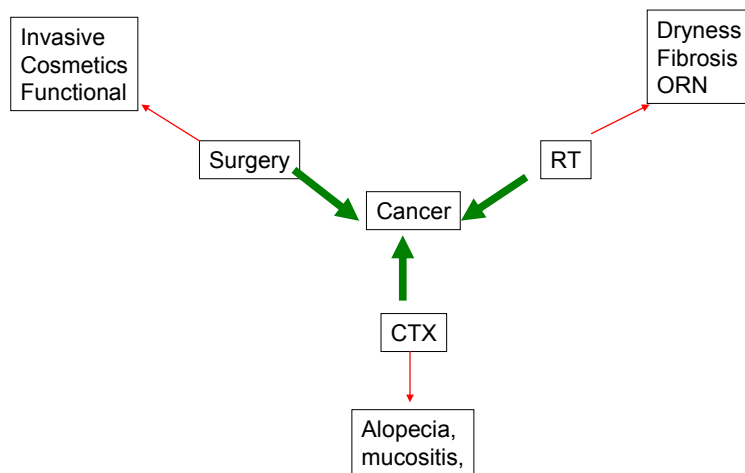 Invasive
Cosmetics
Functional
Dryness
Fibrosis
ORN
Surgery
RT
Cancer
CTX
Alopecia,
mucositis,